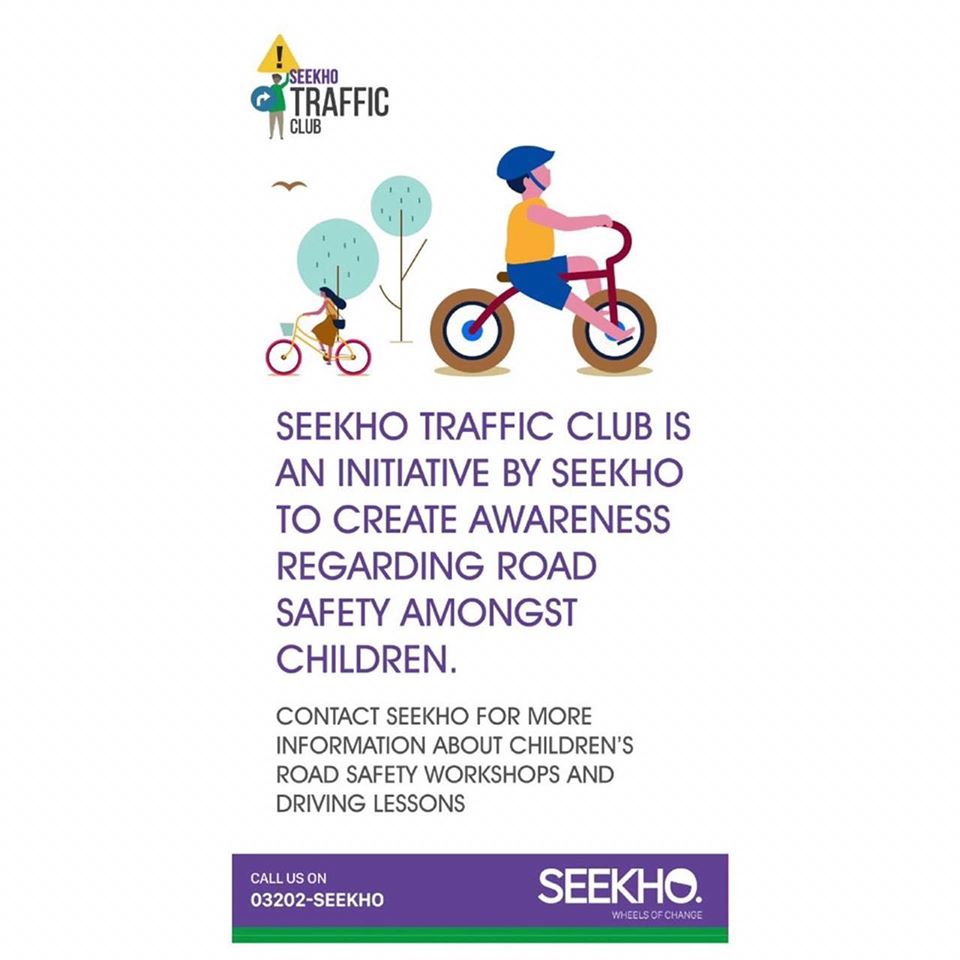 !
SEEKHO
TRAFFIC
CLUB
SEEKHO TRAFFIC CLUB IS
AN INITIATIVE BY SEEKHO
TO CREATE AWARENESS
REGARDING ROAD
SAFETY AMONGST
CHILDREN.
CONTACT SEEKHO FOR MORE
INFORMATION ABOUT CHILDREN'S
ROAD SAFETY WORKSHOPS AND
DRIVING LESSONS
CALL US ON
03202-SEEKHO
SEEKHO.
WHEELS OF CHANGE